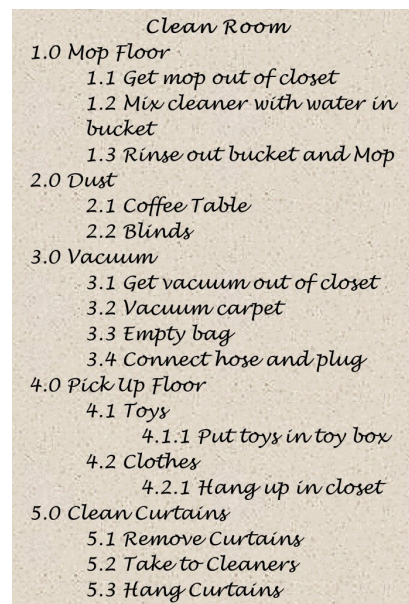 Clean Room
1.0 Mop Floor
1.1 Get mop out of closet
1.2 Mix cleaner with water in
bucket
1.3 Rinse out bucket and Mop
2.0 Dust
2.1 Coffee Table
2.2 Blinds
3.0 Vacuum
3.1 Get vacuum out of closet
3.2 Vacuum carpet
3.3 Empty bag
3.4 Connect hose and plug
4.0 Pick Up Floor
4.1 Toys
4.1.1 Put toys in toy box
4.2 Clothes
4.2.1 Hang up in closet
5.0 Clean Curtains
5.1 Remove Curtains
5.2 Take to Cleaners
5.3 Hang Curtains